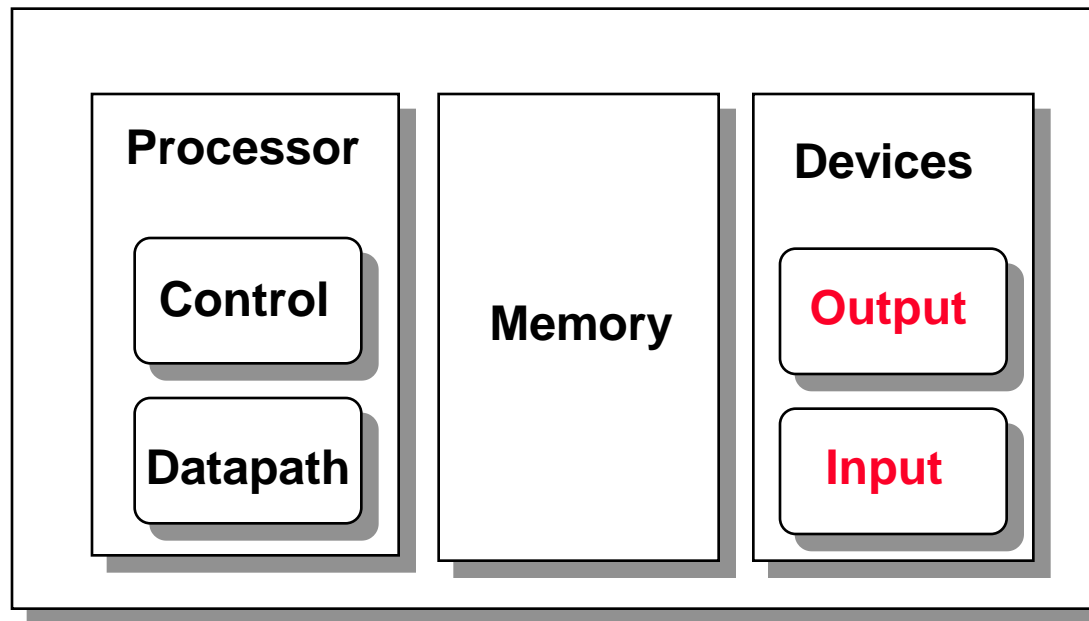 Processor
Control
Datapath
Memory
Devices
Output
Input